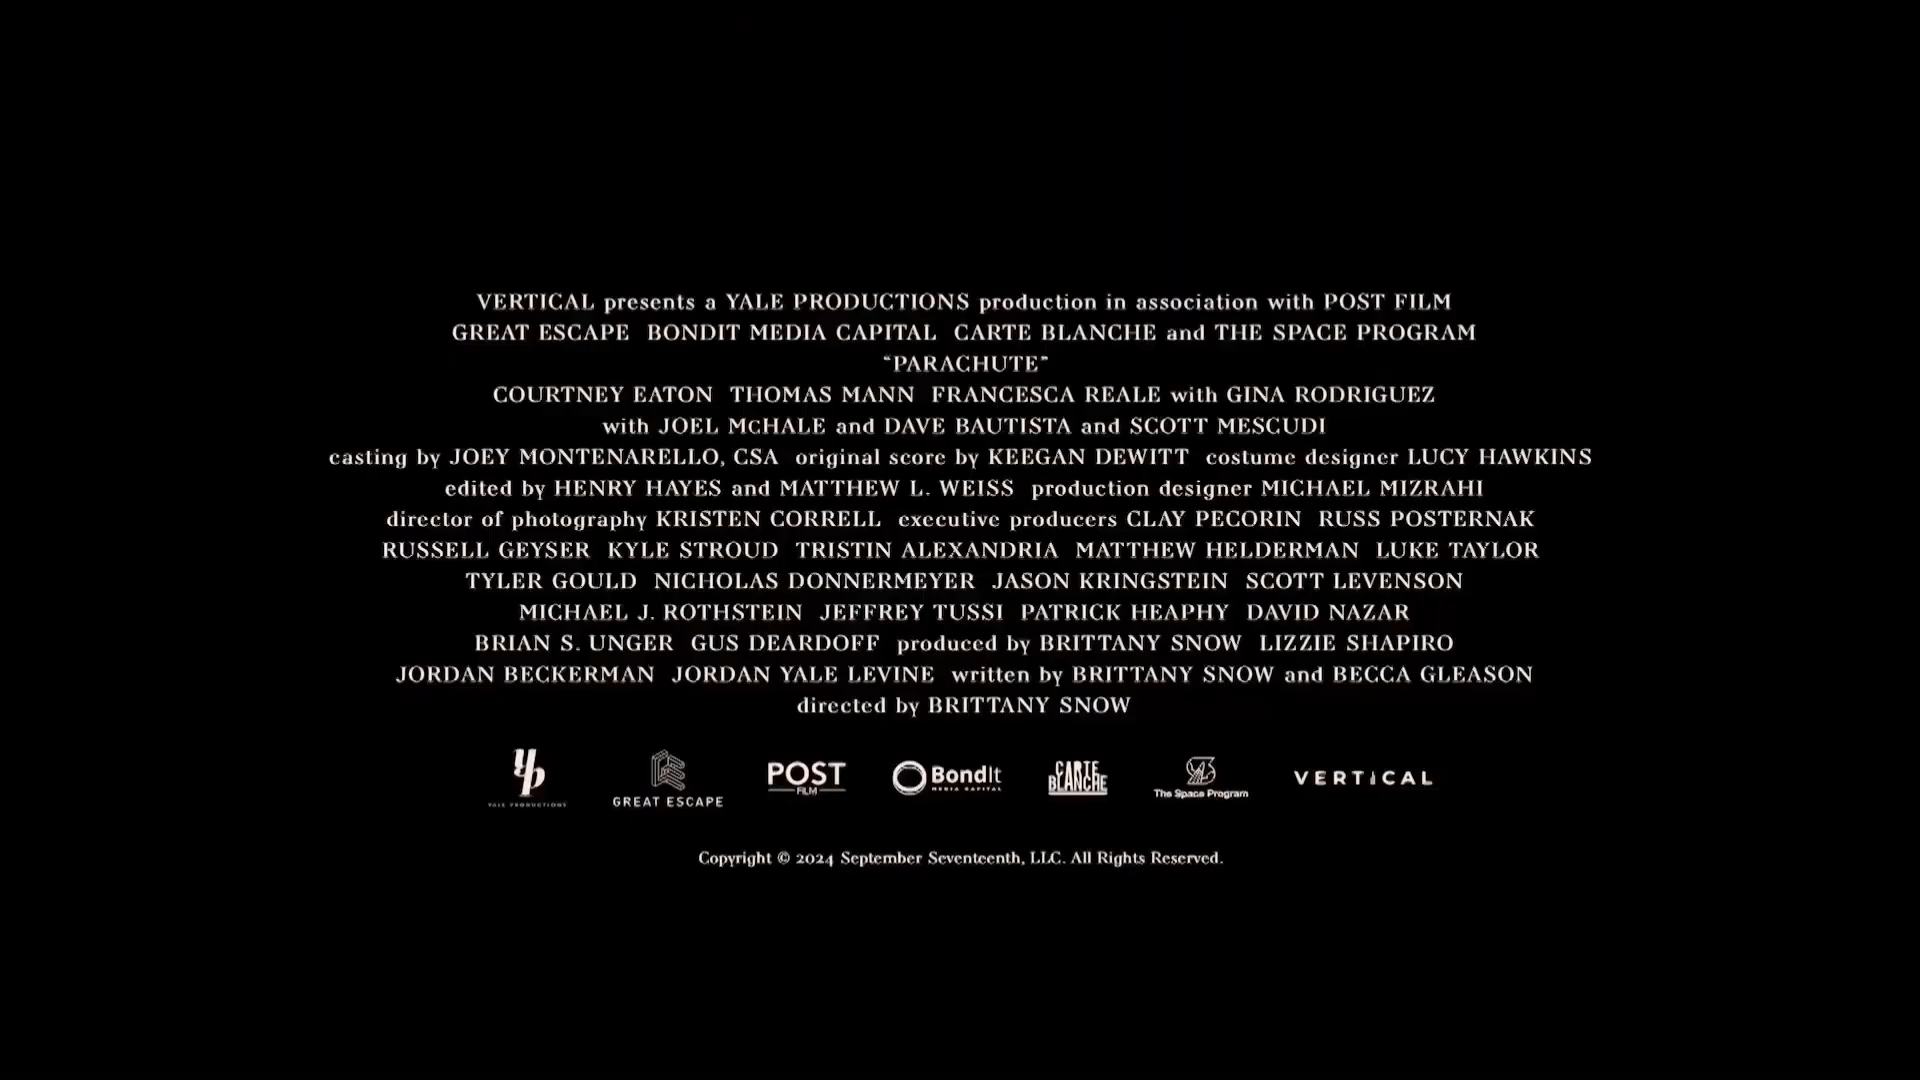 VERTICAL presents a YALE PRODUCTIONS production in association with POST FILM
GREAT ESCAPE BONDIT MEDIA CAPITAL CARTE BLANCHE and THE SPACE PROGRAM
“PARACHUTE”
COURTNEY EATON THOMAS MANN FRANCESCA REALE with GINA RODRIGUEZ
with JOEL McHALE and DAVE BAUTISTA and SCOTT MESCUDI
casting by JOEY MONTENARELLO, CSA original score by KEEGAN DEWITT costume designer LUCY HAWKINS
edited by HENRY HAYES and MATTHEW L. WEISS production designer MICHAEL MIZRAHI
director of photography KRISTEN CORRELL executive producers CLAY PECORIN RUSS POSTERNAK
RUSSELL GEYSER KYLE STROUD TRISTIN ALEXANDRIA MATTHEW HELDERMAN LUKE TAYLOR
TYLER GOULD NICHOLAS DONNERMEYER JASON KRINGSTEIN SCOTT LEVENSON
MICHAEL J. ROTHSTEIN JEFFREY TUSSI PATRICK HEAPHY DAVID NAZAR
BRIAN S. UNGER GUS DEARDOFF produced by BRITTANY SNOW LIZZIE SHAPIRO
JORDAN BECKERMAN JORDAN YALE LEVINE written by BRITTANY SNOW and BECCA GLEASON
directed by BRITTANY SNOW
yp
YALE PRODUCTIONS
GREAT ESCAPE
POST
FILM
BondIt
MEDIA CAPITAL
CARTE
BLANCHE
The Space Program
VERTICAL
Copyright © 2024 September Seventeenth, LLC. All Rights Reserved.